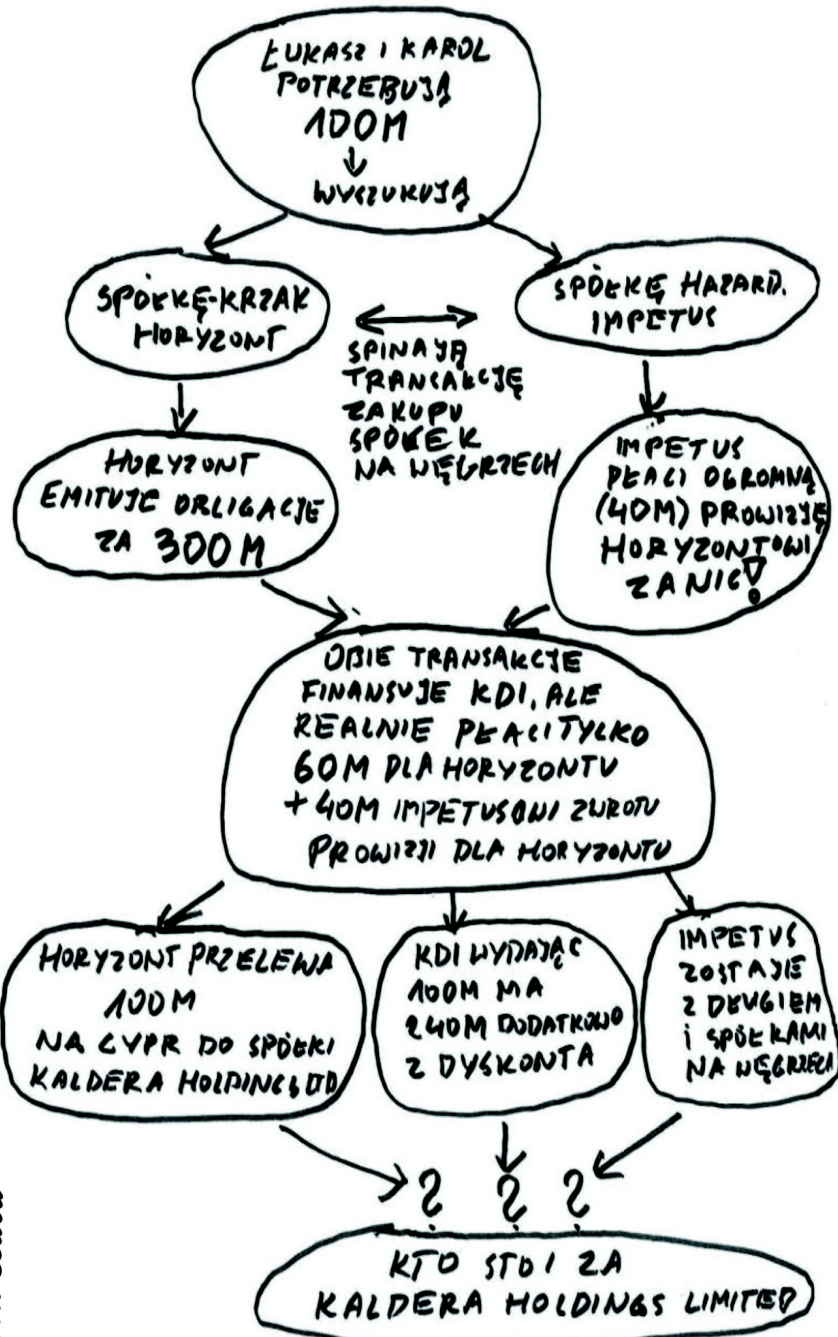 ŁUKASZ I KAROL
POTRZEBUJĄ
100M
WYSZUKUJĄ
SPÓŁKĘ-KRZAK
HORYZONT
SPINAJĄ
TRANSAKCJĘ
ZAKUPU
SPÓŁEK
NA WĘGRZECH
SPÓŁKĘ HAZARD.
IMPETUS
HORYZONT
EMITUJE OBLIGACJE
ZA 300M
IMPETUS
PŁACI OGROMNĄ
(40M) PROWIZJĘ
HORYZONTOWI
ZA NIC!
OBIE TRANSAKCJE
FINANSUJE KDI, ALE
REALNIE PŁACI TYLKO
60M DLA HORYZONTU
+ 40M IMPETUSOWI ZWROTU
PROWIZJI DLA HORYZONTU
HORYZONT PRZELEWA
100M
NA CYPR DO SPÓŁKI
KALDERA HOLDINGS LTD
KDI WYDAJĄC
100M MA
240M DODATKOWO
Z DYSKONTA
IMPETUS
ZOSTAJE
Z DŁUGIEM
I SPÓŁKAMI
NA WĘGRZECH
? ? ?
KTO STOI ZA
KALDERA HOLDINGS LIMITED